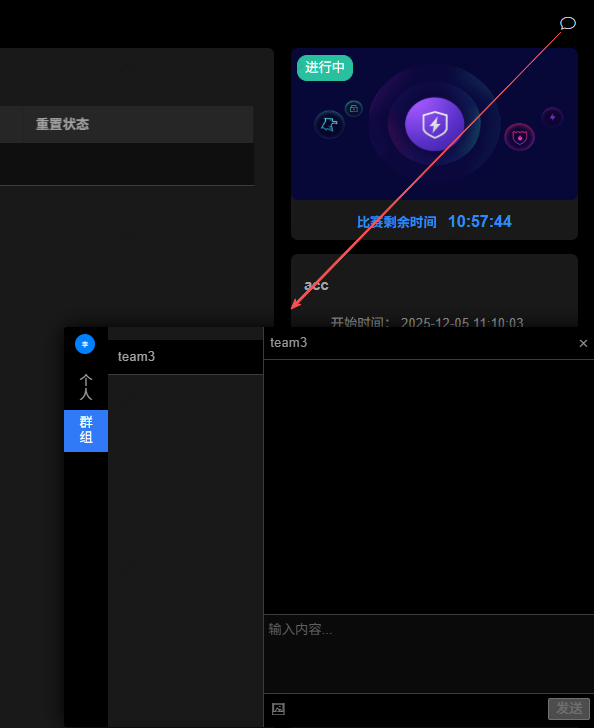 进行中
重置状态
比赛剩余时间 10:57:44
acc
开始时间： 2025-12-05 11:10:03
李
个人
群组
team3
team3
×
输入内容...
发送